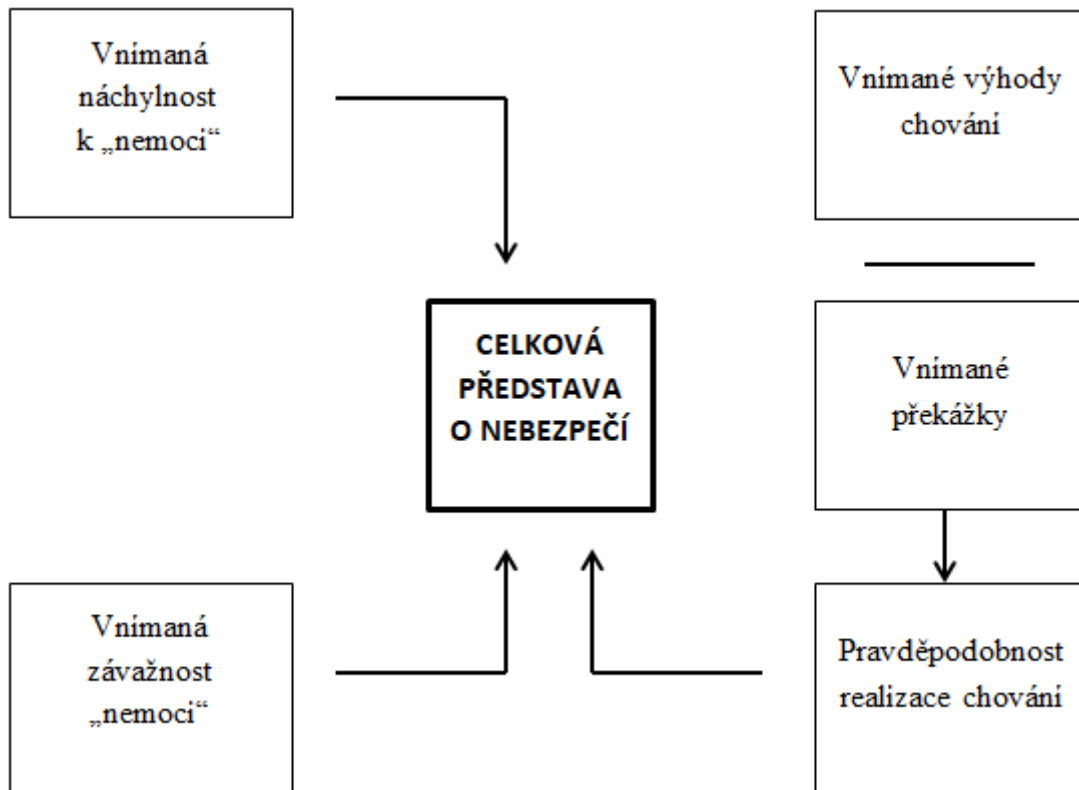 Vnímaná
náchylnost
k „nemoci“
Vnímané výhody
chování
CELKOVÁ
PŘEDSTAVA
O NEBEZPEČÍ
Vnímané
překážky
Vnímaná
závažnost
„nemoci“
Pravděpodobnost
realizace chování